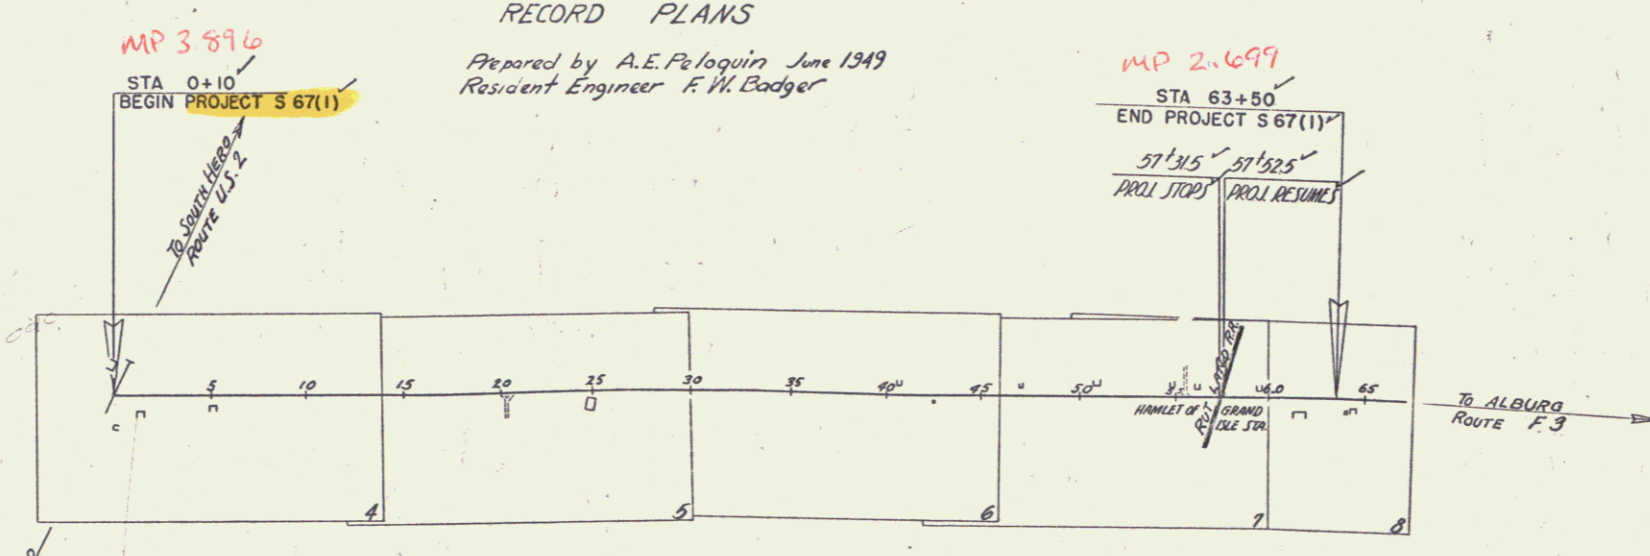 RECORD PLANS
MP 3.896
Prepared by A.E. Peloquin June 1949
Resident Engineer F. W. Badger
MP 2.699
STA 0+10
BEGIN PROJECT S 67(1)
STA 63+50
END PROJECT S 67(1)
57+31.5 57+52.5
PROJ. STOPS PROJ. RESUMES
TO SOUTH HERO
ROUTE U.S. 2
5 10 15 20 25 30 35 40 45 50 60 65
RUTLAND R.R.
HAMLET OF GRAND
ISLE STA.
TO ALBURG
ROUTE F 3
4 5 6 7 8